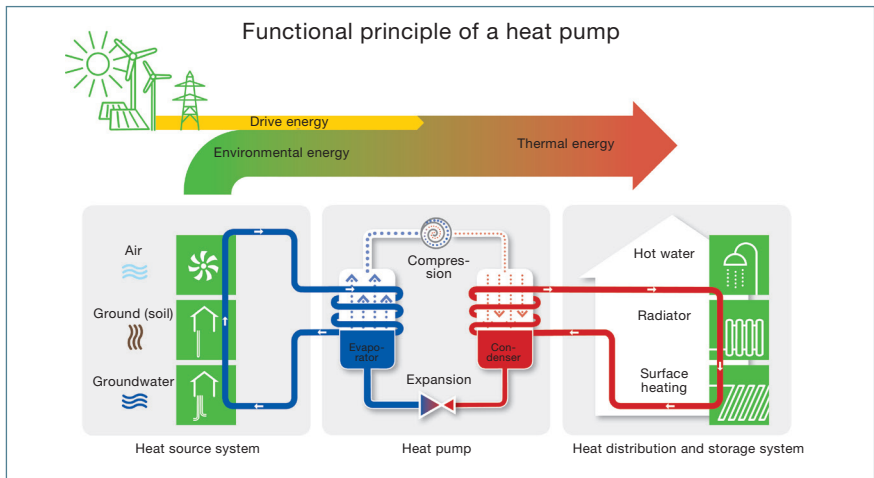 Functional principle of a heat pump
Drive energy
Environmental energy
Thermal energy
Air
Ground (soil)
Groundwater
Compres-
sion
Evapo-
rator
Con-
denser
Expansion
Hot water
Radiator
Surface
heating
Heat source system
Heat pump
Heat distribution and storage system